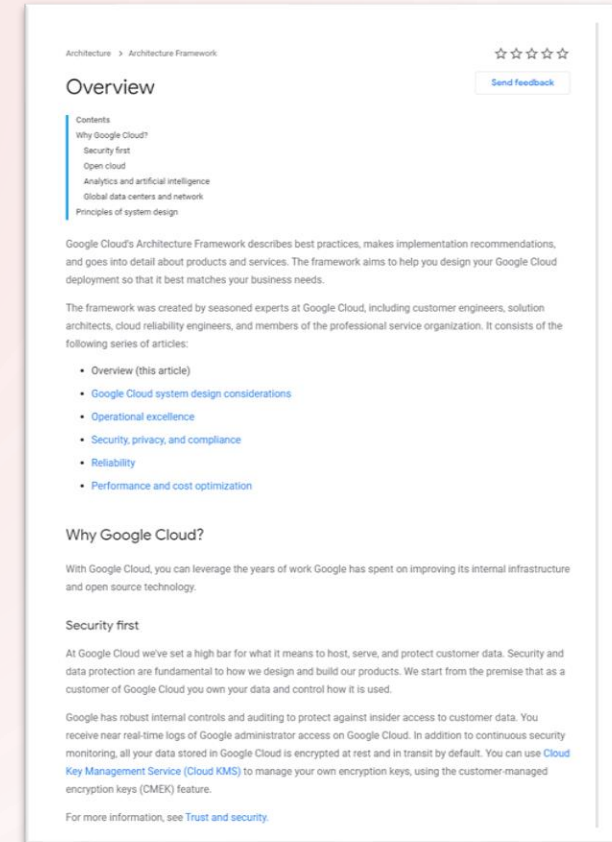 Architecture > Architecture Framework
Overview
Send feedback
Contents
Why Google Cloud?
Security first
Open cloud
Analytics and artificial intelligence
Global data centers and network
Principles of system design
Google Cloud's Architecture Framework describes best practices, makes implementation recommendations,
and goes into detail about products and services. The framework aims to help you design your Google Cloud
deployment so that it best matches your business needs.
The framework was created by seasoned experts at Google Cloud, including customer engineers, solution
architects, cloud reliability engineers, and members of the professional service organization. It consists of the
following series of articles:
• Overview (this article)
• Google Cloud system design considerations
• Operational excellence
• Security, privacy, and compliance
• Reliability
• Performance and cost optimization
Why Google Cloud?
With Google Cloud, you can leverage the years of work Google has spent on improving its internal infrastructure
and open source technology.
Security first
At Google Cloud we've set a high bar for what it means to host, serve, and protect customer data. Security and
data protection are fundamental to how we design and build our products. We start from the premise that as a
customer of Google Cloud you own your data and control how it is used.
Google has robust internal controls and auditing to protect against insider access to customer data. You
receive near real-time logs of Google administrator access on Google Cloud. In addition to continuous security
monitoring, all your data stored in Google Cloud is encrypted at rest and in transit by default. You can use Cloud
Key Management Service (Cloud KMS) to manage your own encryption keys, using the customer-managed
encryption keys (CMEK) feature.
For more information, see Trust and security.